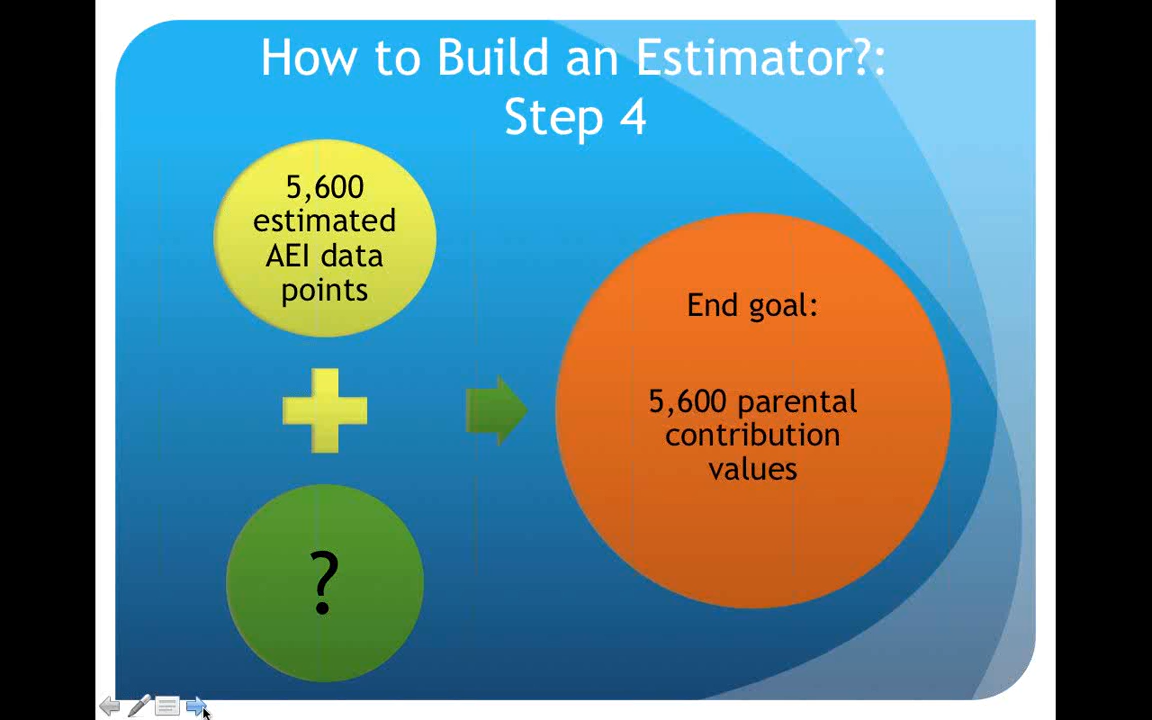 How to Build an Estimator?:
Step 4
5,600
estimated
AEI data
points
?
End goal:
5,600 parental
contribution
values